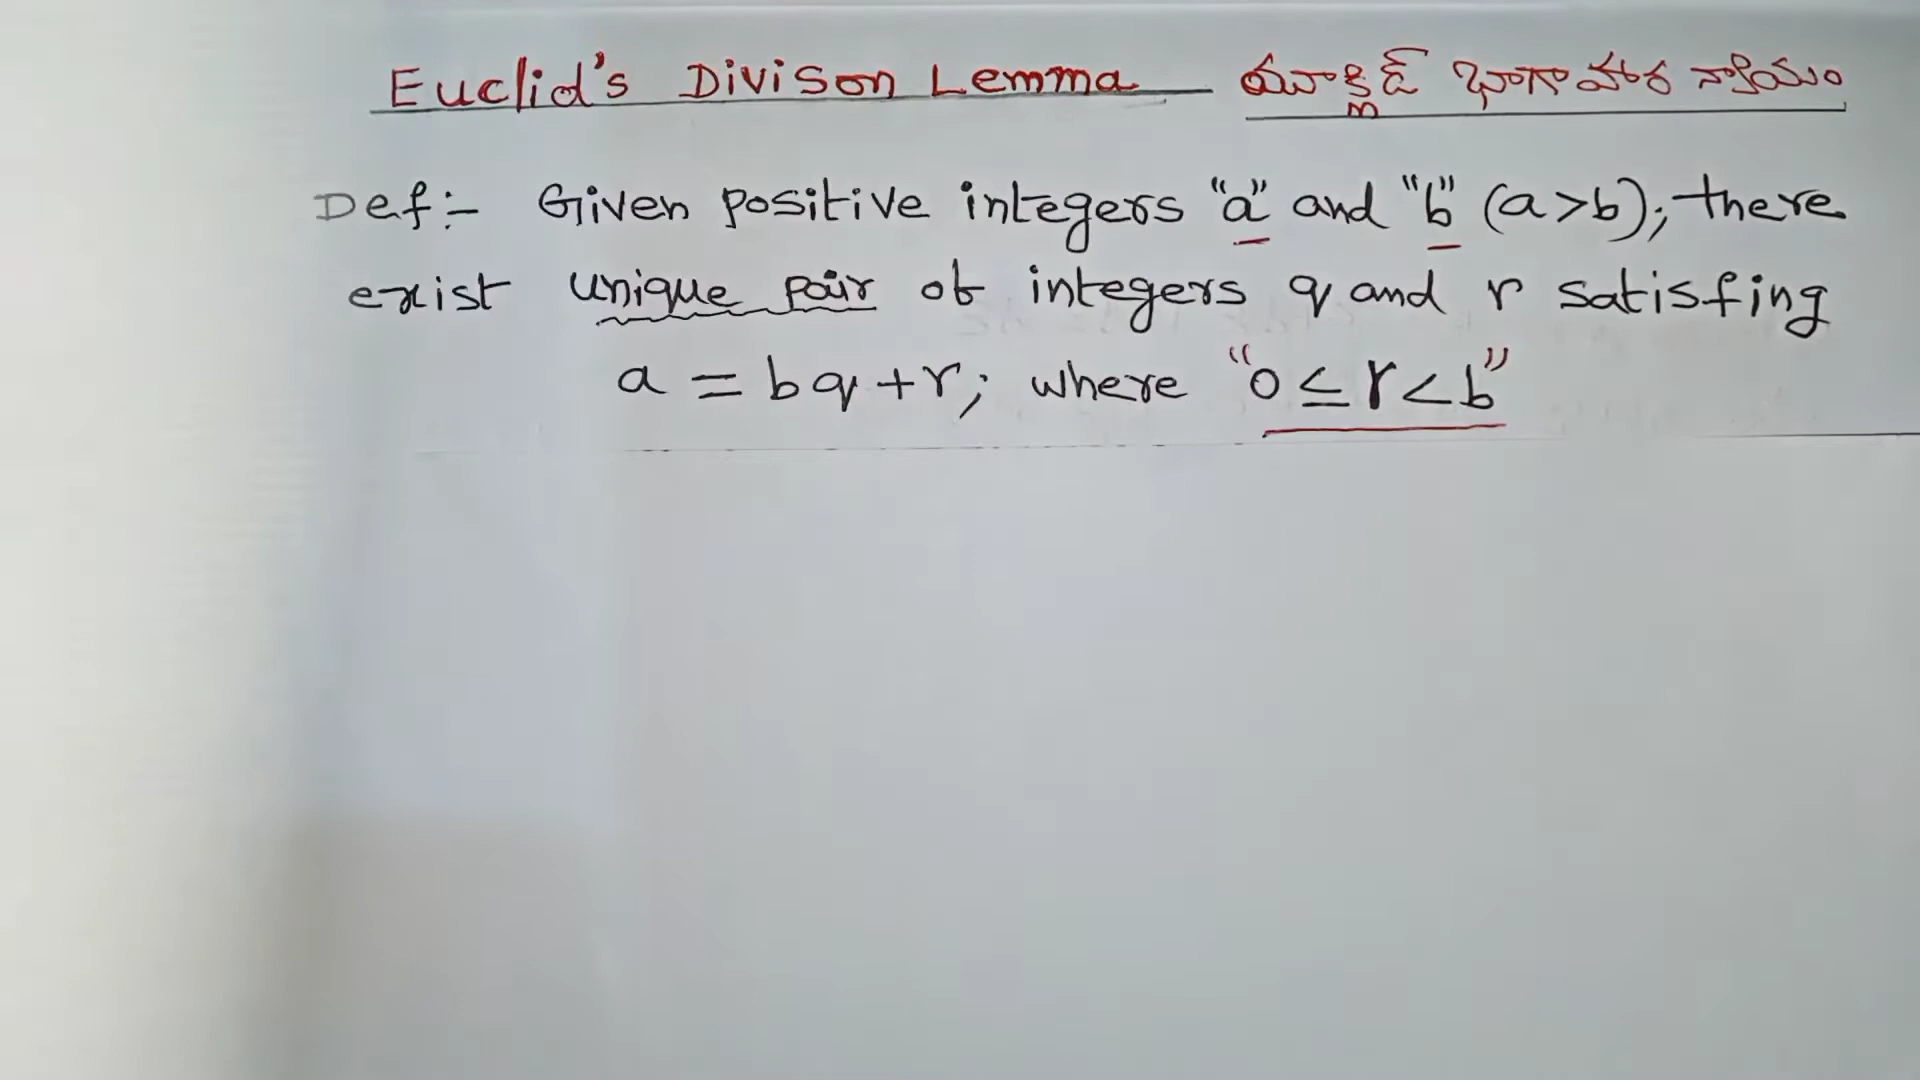 Euclid's Divison Lemma యూక్లిడ్ భాగాహార న్యాయం
Def:- Given positive integers "a" and "b" (a>b); there
exist unique pair of integers q and r satisfing
a = bq + r; where "0 ≤ r < b"